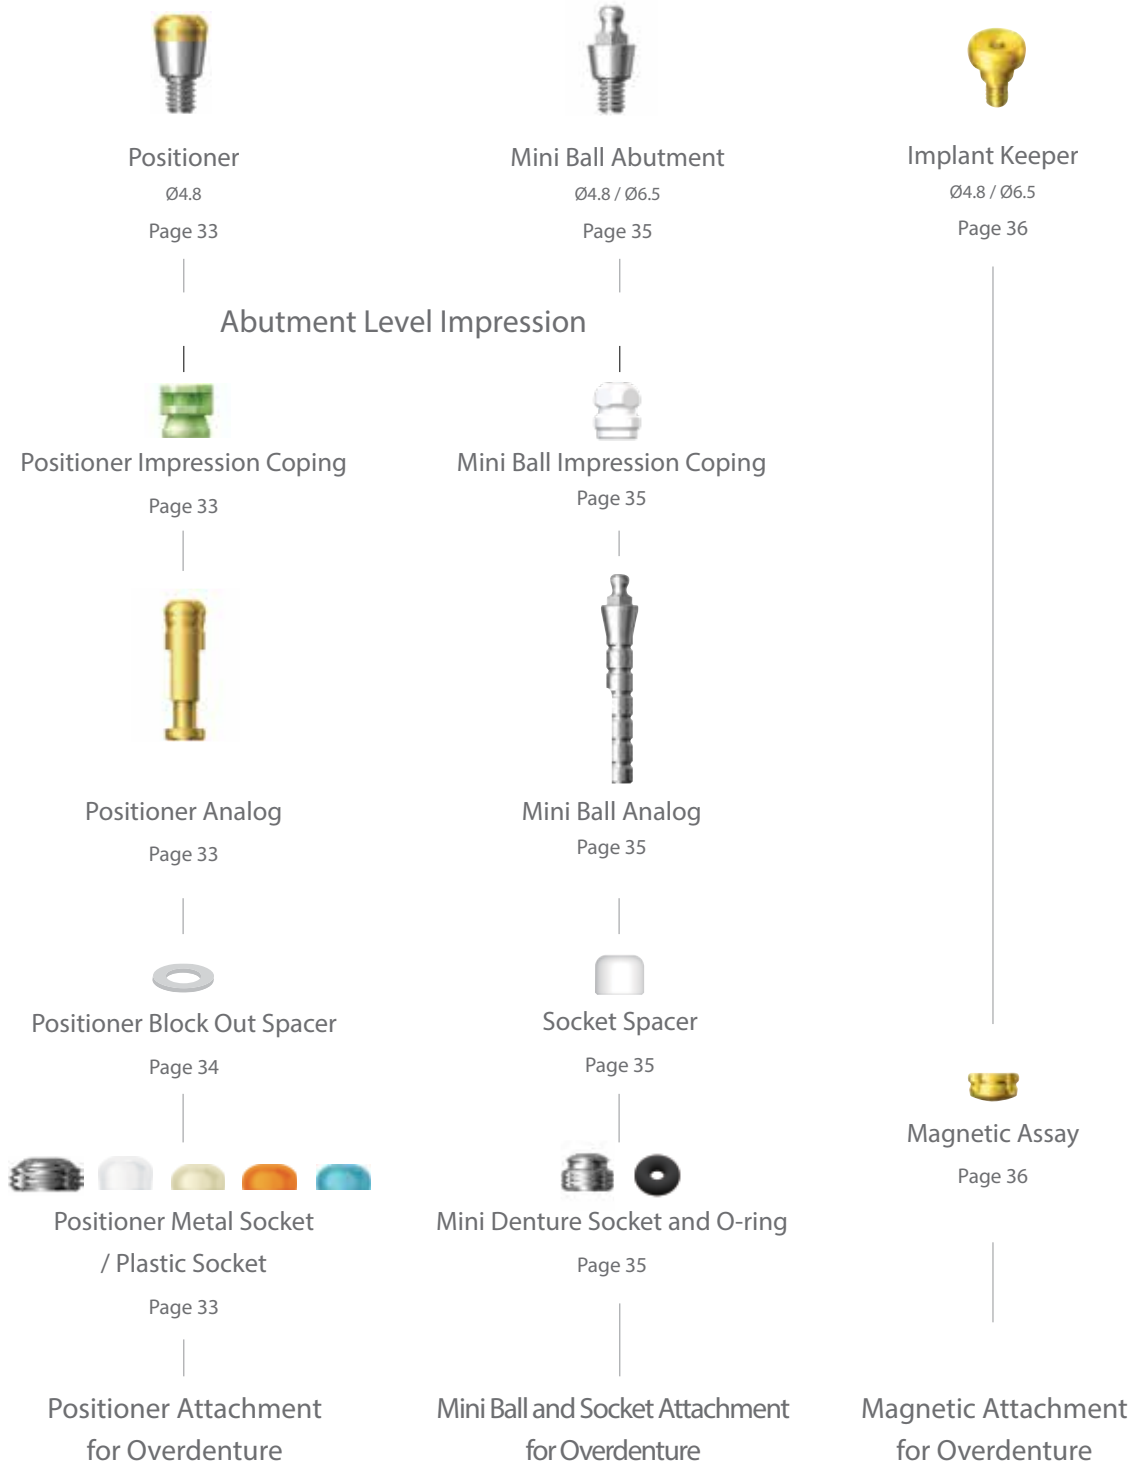 Positioner
Ø4.8
Page 33
Mini Ball Abutment
Ø4.8 / Ø6.5
Page 35
Implant Keeper
Ø4.8 / Ø6.5
Page 36
Abutment Level Impression
Positioner Impression Coping
Page 33
Mini Ball Impression Coping
Page 35
Positioner Analog
Page 33
Mini Ball Analog
Page 35
Positioner Block Out Spacer
Page 34
Socket Spacer
Page 35
Magnetic Assay
Page 36
Positioner Metal Socket
/ Plastic Socket
Page 33
Mini Denture Socket and O-ring
Page 35
Positioner Attachment
for Overdenture
Mini Ball and Socket Attachment
for Overdenture
Magnetic Attachment
for Overdenture